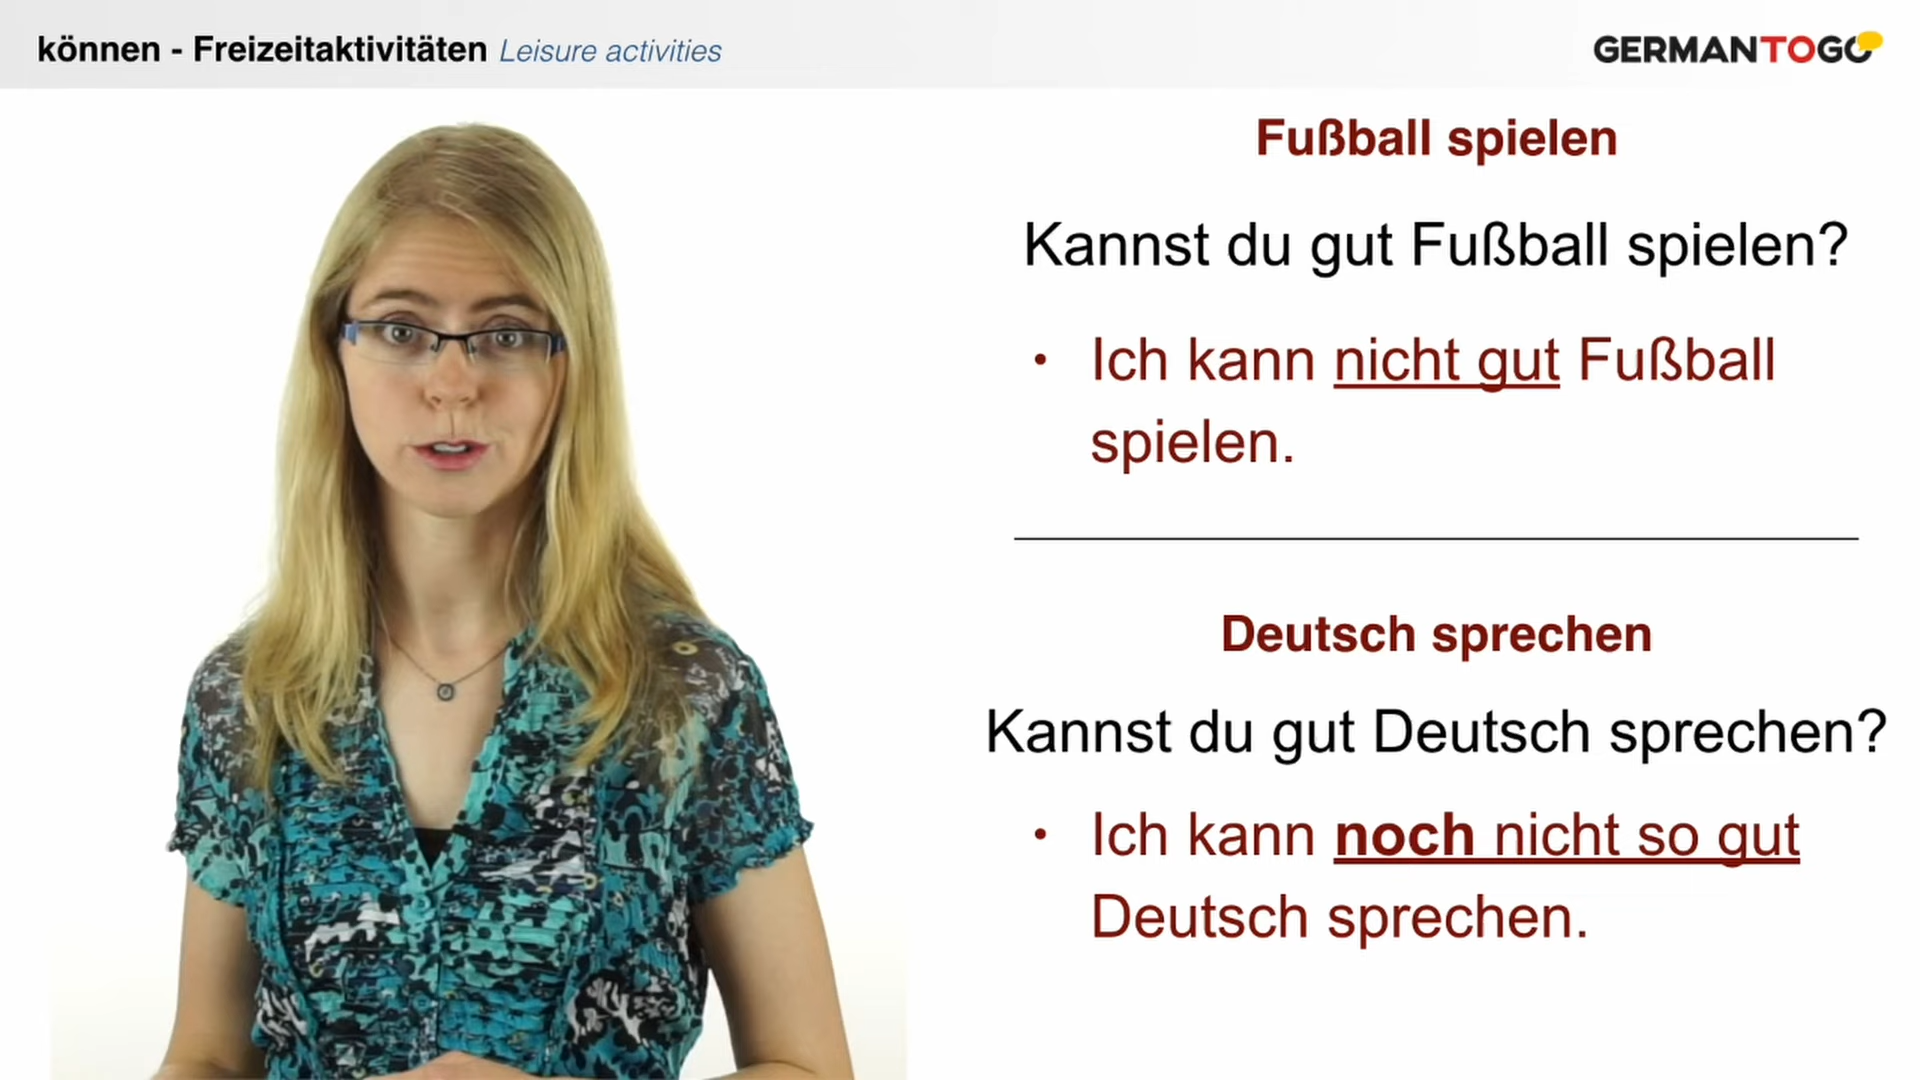 können - Freizeitaktivitäten Leisure activities
GERMANTOGO
Fußball spielen
Kannst du gut Fußball spielen?
• Ich kann nicht gut Fußball
spielen.
Deutsch sprechen
Kannst du gut Deutsch sprechen?
• Ich kann noch nicht so gut
Deutsch sprechen.